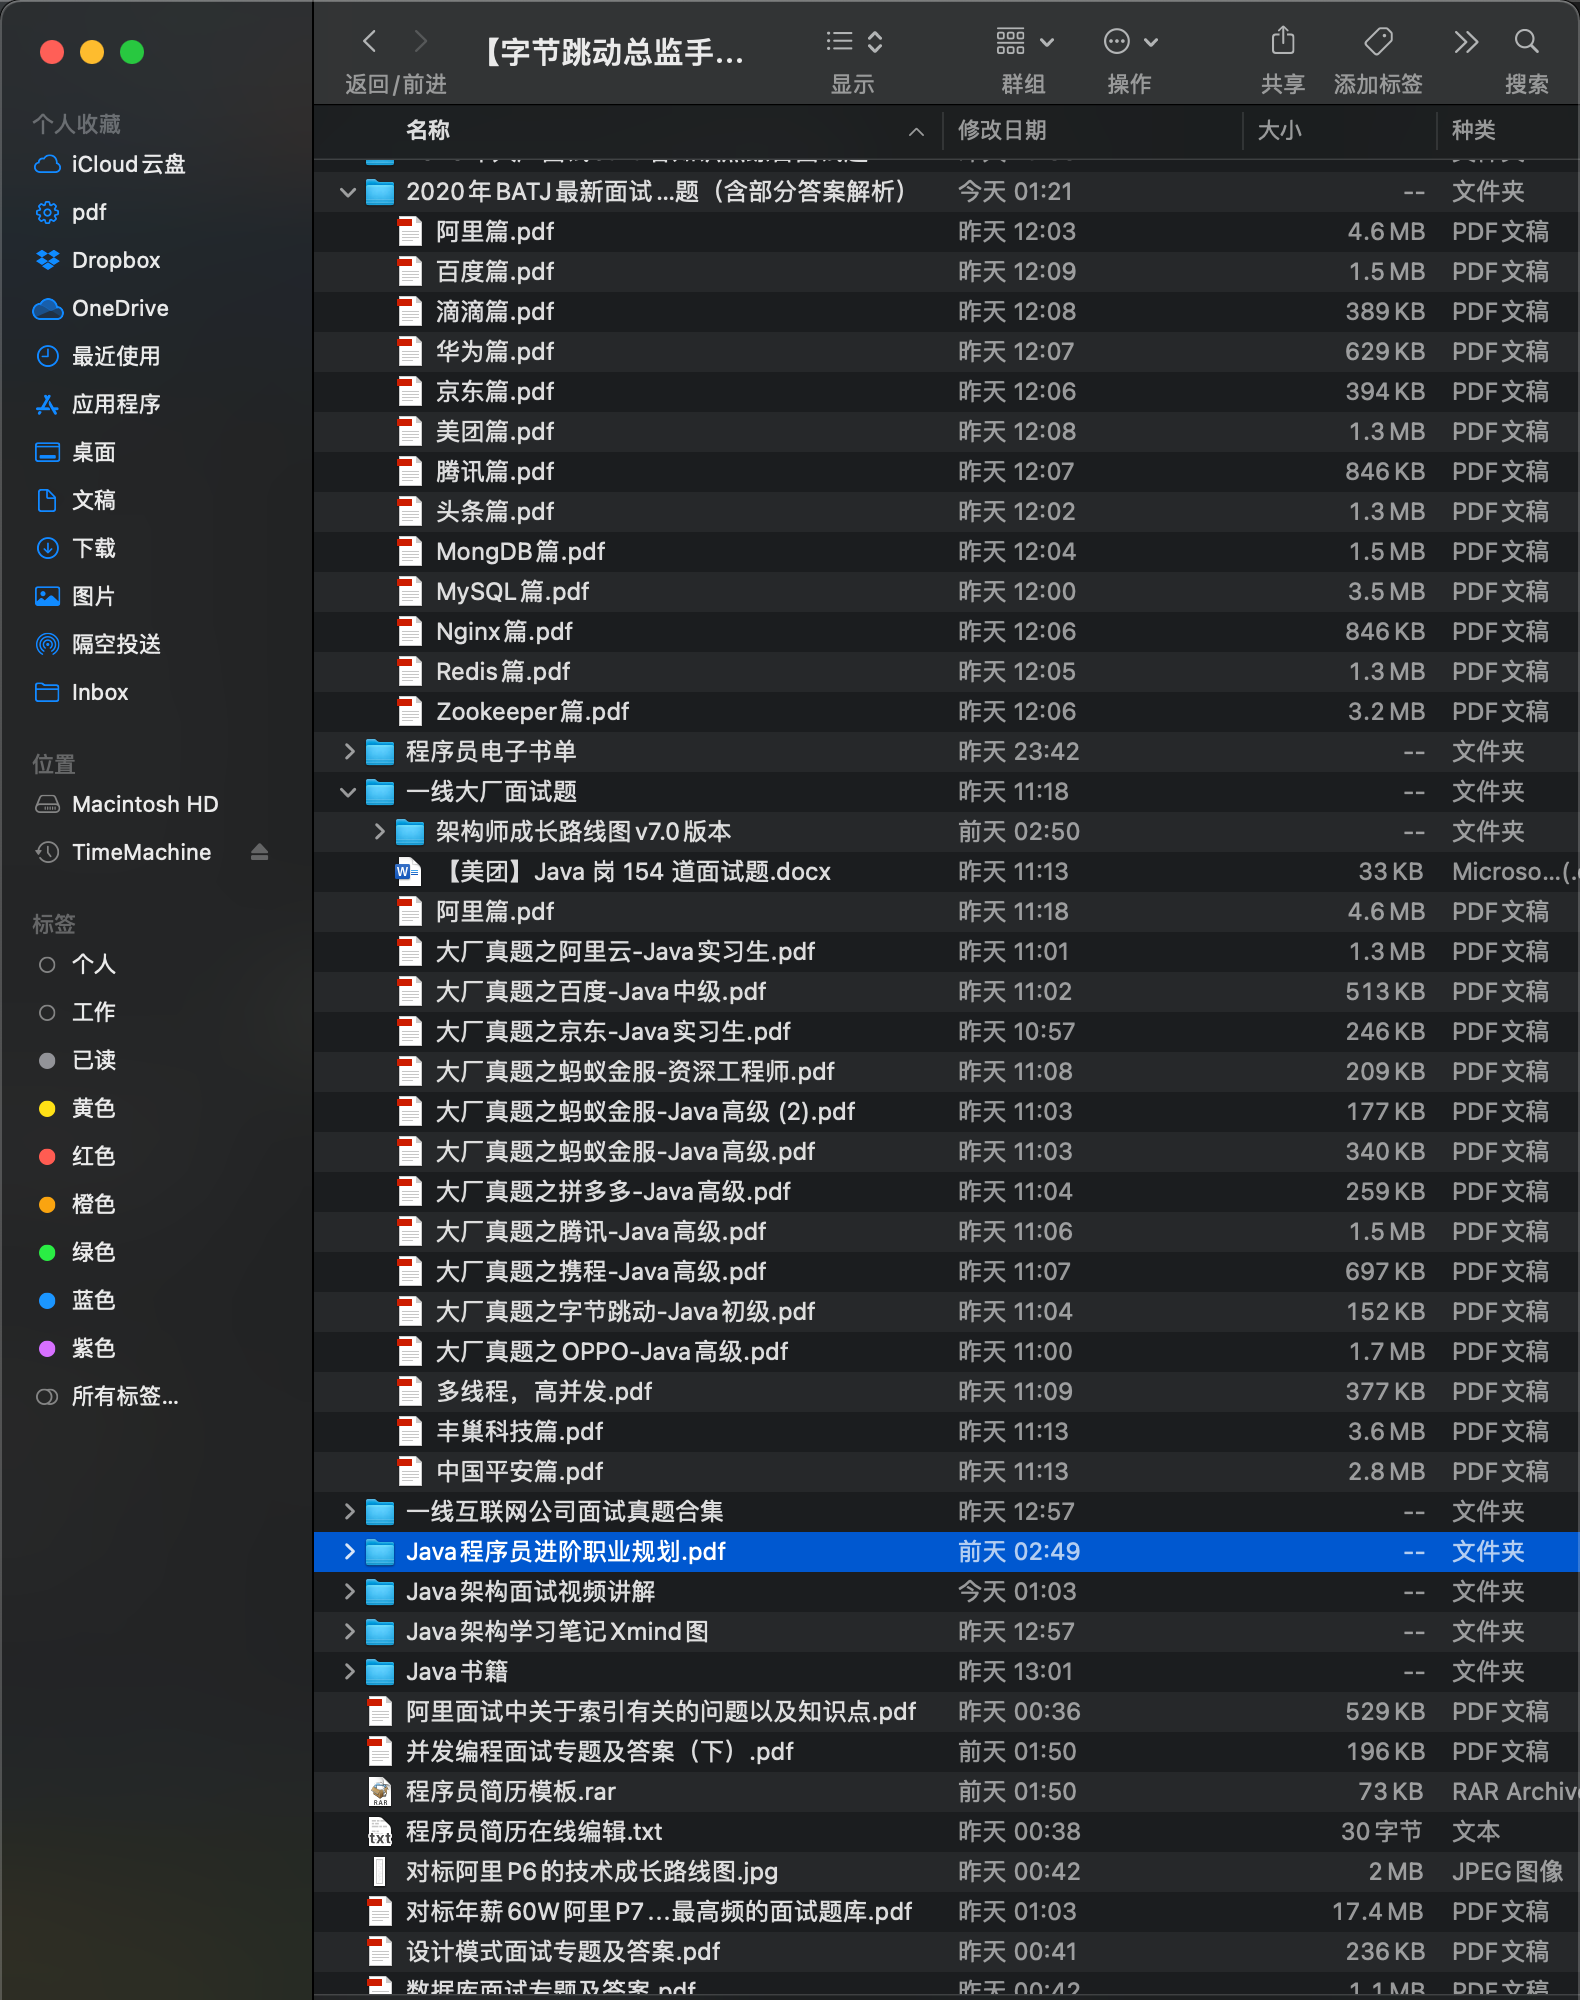 【字节跳动总监手...
返回/前进
显示
群组
操作
共享
添加标签
搜索
个人收藏
iCloud云盘
pdf
Dropbox
OneDrive
最近使用
应用程序
桌面
文稿
下载
图片
隔空投送
Inbox
位置
Macintosh HD
TimeMachine
标签
个人
工作
已读
黄色
红色
橙色
绿色
蓝色
紫色
所有标签...
名称 修改日期 大小 种类
2020年BATJ最新面试...题（含部分答案解析） 今天 01:21 -- 文件夹
阿里篇.pdf 昨天 12:03 4.6 MB PDF文稿
百度篇.pdf 昨天 12:09 1.5 MB PDF文稿
滴滴篇.pdf 昨天 12:08 389 KB PDF文稿
华为篇.pdf 昨天 12:07 629 KB PDF文稿
京东篇.pdf 昨天 12:06 394 KB PDF文稿
美团篇.pdf 昨天 12:08 1.3 MB PDF文稿
腾讯篇.pdf 昨天 12:07 846 KB PDF文稿
头条篇.pdf 昨天 12:02 1.3 MB PDF文稿
MongDB篇.pdf 昨天 12:04 1.5 MB PDF文稿
MySQL篇.pdf 昨天 12:00 3.5 MB PDF文稿
Nginx篇.pdf 昨天 12:06 846 KB PDF文稿
Redis篇.pdf 昨天 12:05 1.3 MB PDF文稿
Zookeeper篇.pdf 昨天 12:06 3.2 MB PDF文稿
程序员电子书单 昨天 23:42 -- 文件夹
一线大厂面试题 昨天 11:18 -- 文件夹
架构师成长路线图v7.0版本 前天 02:50 -- 文件夹
【美团】Java 岗 154 道面试题.docx 昨天 11:13 33 KB Microso...(.
阿里篇.pdf 昨天 11:18 4.6 MB PDF文稿
大厂真题之阿里云-Java实习生.pdf 昨天 11:01 1.3 MB PDF文稿
大厂真题之百度-Java中级.pdf 昨天 11:02 513 KB PDF文稿
大厂真题之京东-Java实习生.pdf 昨天 10:57 246 KB PDF文稿
大厂真题之蚂蚁金服-资深工程师.pdf 昨天 11:08 209 KB PDF文稿
大厂真题之蚂蚁金服-Java高级 (2).pdf 昨天 11:03 177 KB PDF文稿
大厂真题之蚂蚁金服-Java高级.pdf 昨天 11:03 340 KB PDF文稿
大厂真题之拼多多-Java高级.pdf 昨天 11:04 259 KB PDF文稿
大厂真题之腾讯-Java高级.pdf 昨天 11:06 1.5 MB PDF文稿
大厂真题之携程-Java高级.pdf 昨天 11:07 697 KB PDF文稿
大厂真题之字节跳动-Java初级.pdf 昨天 11:04 152 KB PDF文稿
大厂真题之OPPO-Java高级.pdf 昨天 11:00 1.7 MB PDF文稿
多线程，高并发.pdf 昨天 11:09 377 KB PDF文稿
丰巢科技篇.pdf 昨天 11:13 3.6 MB PDF文稿
中国平安篇.pdf 昨天 11:13 2.8 MB PDF文稿
一线互联网公司面试真题合集 昨天 12:57 -- 文件夹
Java程序员进阶职业规划.pdf 前天 02:49 -- 文件夹
Java架构面试视频讲解 今天 01:03 -- 文件夹
Java架构学习笔记Xmind图 昨天 12:57 -- 文件夹
Java书籍 昨天 13:01 -- 文件夹
阿里面试中关于索引有关的问题以及知识点.pdf 昨天 00:36 529 KB PDF文稿
并发编程面试专题及答案（下）.pdf 前天 01:50 196 KB PDF文稿
程序员简历模板.rar 前天 01:50 73 KB RAR Archive
程序员简历在线编辑.txt 昨天 00:38 30 字节 文本
对标阿里P6的技术成长路线图.jpg 昨天 00:42 2 MB JPEG图像
对标年薪60W阿里P7...最高频的面试题库.pdf 昨天 01:03 17.4 MB PDF文稿
设计模式面试专题及答案.pdf 昨天 00:41 236 KB PDF文稿
数据库面试专题及答案.pdf 昨天 00:42 1.1 MB PDF文稿